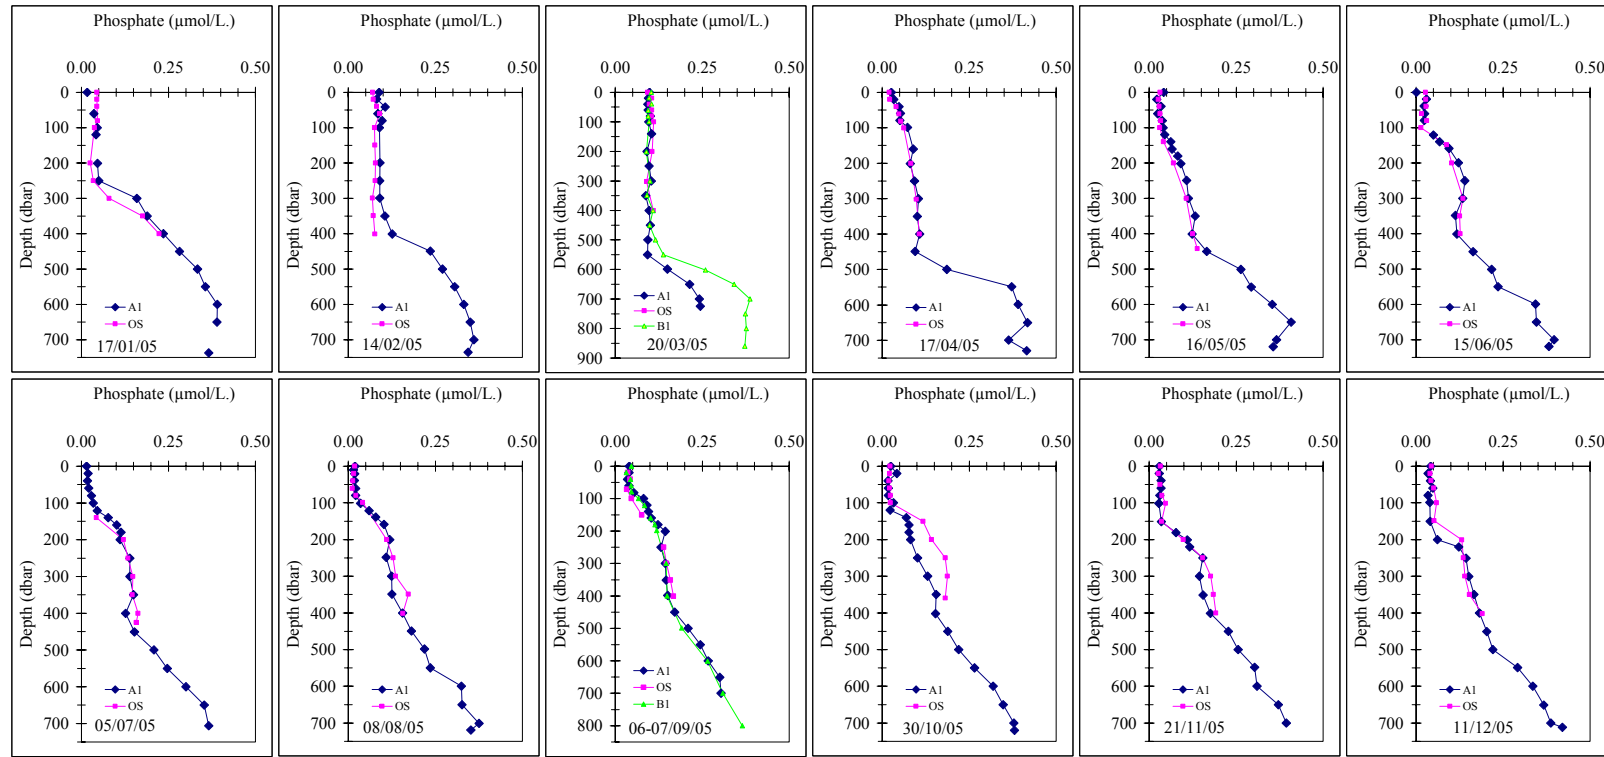 Phosphate (µmol/L.)
0.00 0.25 0.50
Depth (dbar)
0
100
200
300
400
500
600
700
A1
OS
17/01/05
Phosphate (µmol/L.)
0.00 0.25 0.50
Depth (dbar)
0
100
200
300
400
500
600
700
A1
OS
14/02/05
Phosphate (µmol/L.)
0.00 0.25 0.50
Depth (dbar)
0
100
200
300
400
500
600
700
800
900
A1
OS
B1
20/03/05
Phosphate (µmol/L.)
0.00 0.25 0.50
Depth (dbar)
0
100
200
300
400
500
600
700
A1
OS
17/04/05
Phosphate (µmol/L.)
0.00 0.25 0.50
Depth (dbar)
0
100
200
300
400
500
600
700
A1
OS
16/05/05
Phosphate (µmol/L.)
0.00 0.25 0.50
Depth (dbar)
0
100
200
300
400
500
600
700
A1
OS
15/06/05
Phosphate (µmol/L.)
0.00 0.25 0.50
Depth (dbar)
0
100
200
300
400
500
600
700
A1
OS
05/07/05
Phosphate (µmol/L.)
0.00 0.25 0.50
Depth (dbar)
0
100
200
300
400
500
600
700
A1
OS
08/08/05
Phosphate (µmol/L.)
0.00 0.25 0.50
Depth (dbar)
0
100
200
300
400
500
600
700
800
A1
OS
B1
06-07/09/05
Phosphate (µmol/L.)
0.00 0.25 0.50
Depth (dbar)
0
100
200
300
400
500
600
700
A1
OS
30/10/05
Phosphate (µmol/L.)
0.00 0.25 0.50
Depth (dbar)
0
100
200
300
400
500
600
700
A1
OS
21/11/05
Phosphate (µmol/L.)
0.00 0.25 0.50
Depth (dbar)
0
100
200
300
400
500
600
700
A1
OS
11/12/05